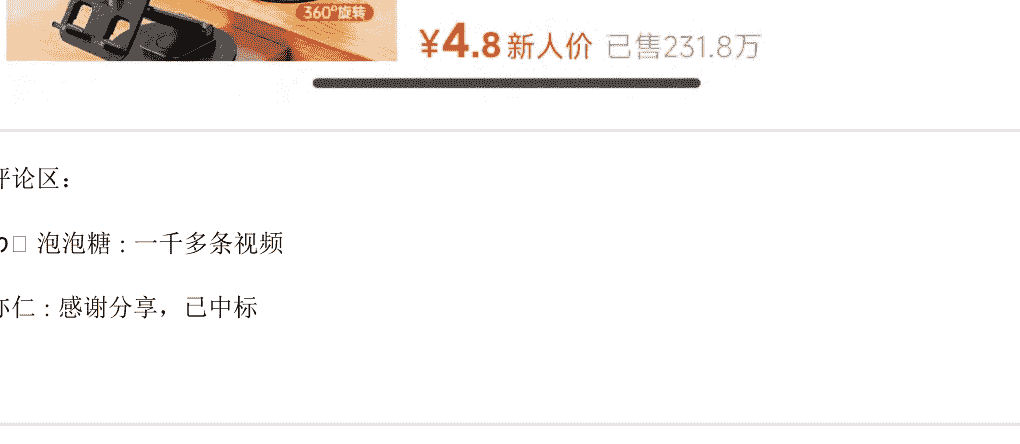 360°旋转
¥4.8新人价 已售231.8万
评论区：
泡泡糖 : 一千多条视频
亦仁 : 感谢分享，已中标